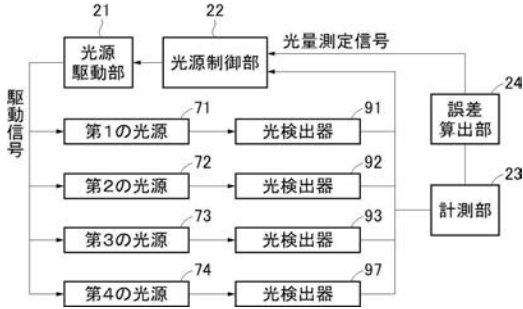 21
22
光源
駆動部
光源制御部
光量測定信号
24
誤差
算出部
駆動信号
71
第1の光源
91
光検出器
72
第2の光源
92
光検出器
23
計測部
73
第3の光源
93
光検出器
74
第4の光源
97
光検出器